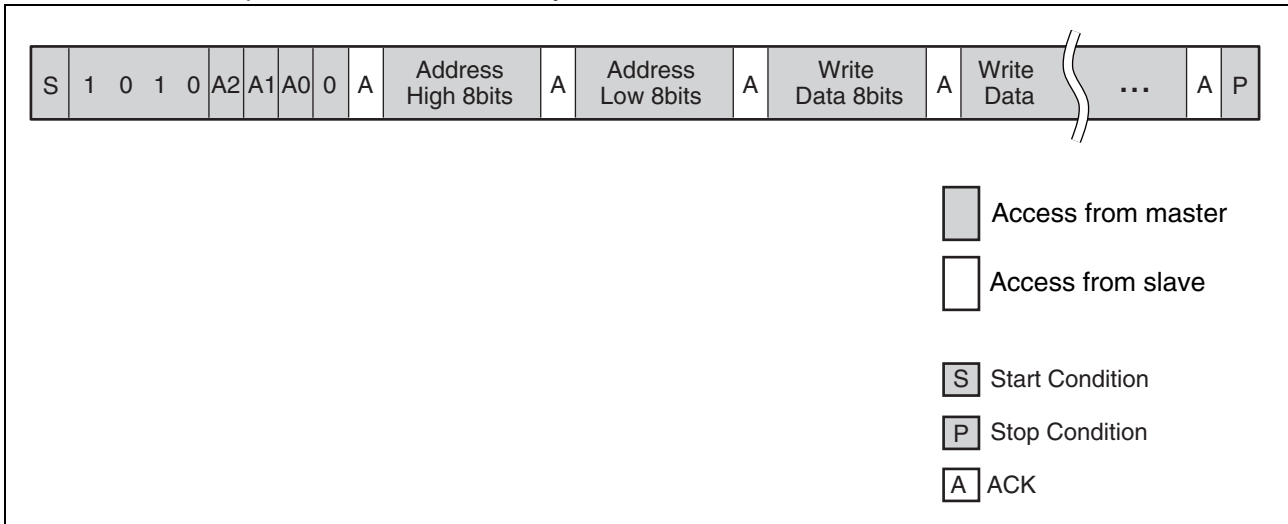 S 1 0 1 0 A2 A1 A0 0 A Address High 8bits A Address Low 8bits A Write Data 8bits A Write Data ... A P
Access from master
Access from slave
S Start Condition
P Stop Condition
A ACK